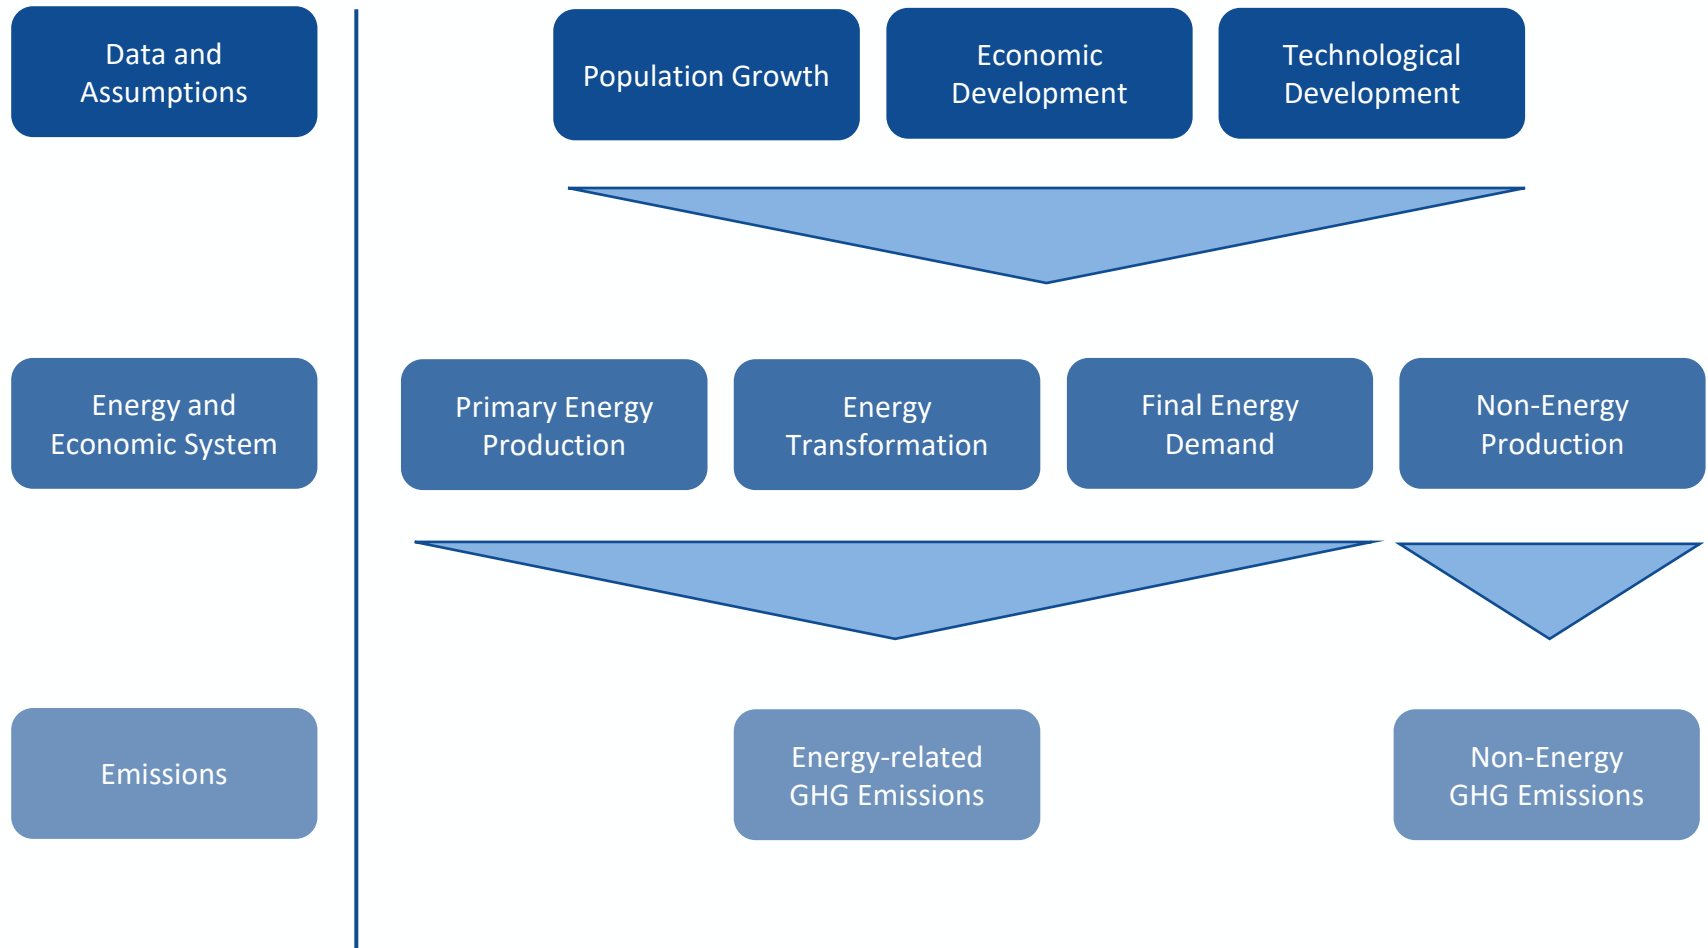 Data and
Assumptions
Population Growth
Economic
Development
Technological
Development
Energy and
Economic System
Primary Energy
Production
Energy
Transformation
Final Energy
Demand
Non-Energy
Production
Emissions
Energy-related
GHG Emissions
Non-Energy
GHG Emissions